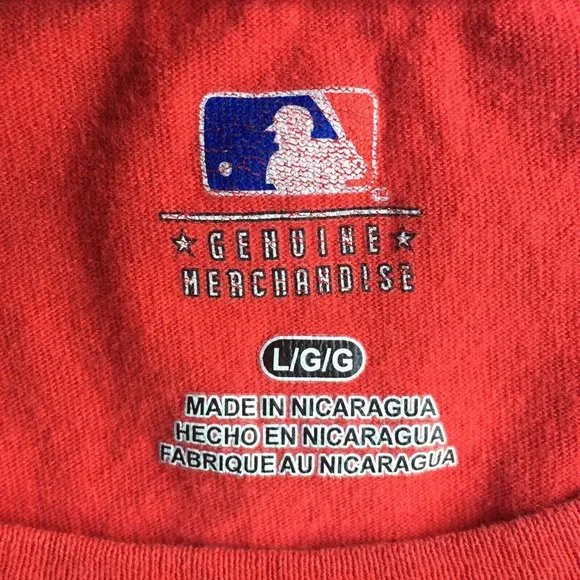 ★ GENUINE ★
MERCHANDISE
L/G/G
MADE IN NICARAGUA
HECHO EN NICARAGUA
FABRIQUE AU NICARAGUA